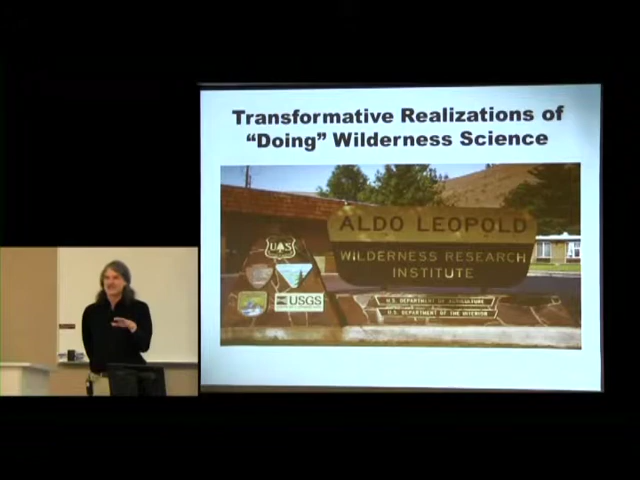 Transformative Realizations of
“Doing” Wilderness Science
ALDO LEOPOLD
WILDERNESS RESEARCH
INSTITUTE
UAS
USGS
U.S. DEPARTMENT OF AGRICULTURE
U.S. DEPARTMENT OF THE INTERIOR